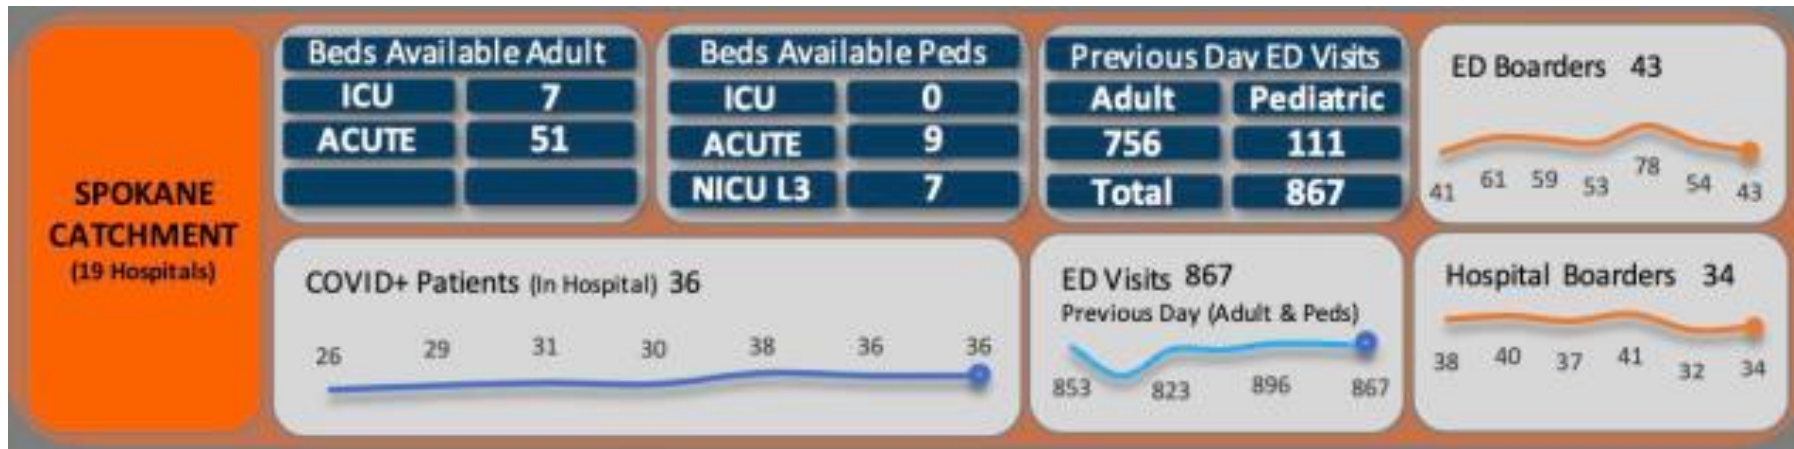 SPOKANE
CATCHMENT
(19 Hospitals)
Beds Available Adult
ICU 7
ACUTE 51
Beds Available Peds
ICU 0
ACUTE 9
NICU L3 7
Previous Day ED Visits
Adult Pediatric
756 111
Total 867
ED Boarders 43
41 61 59 53 78 54 43
COVID+ Patients (In Hospital) 36
26 29 31 30 38 36 36
ED Visits 867
Previous Day (Adult & Peds)
853 823 896 867
Hospital Boarders 34
38 40 37 41 32 34